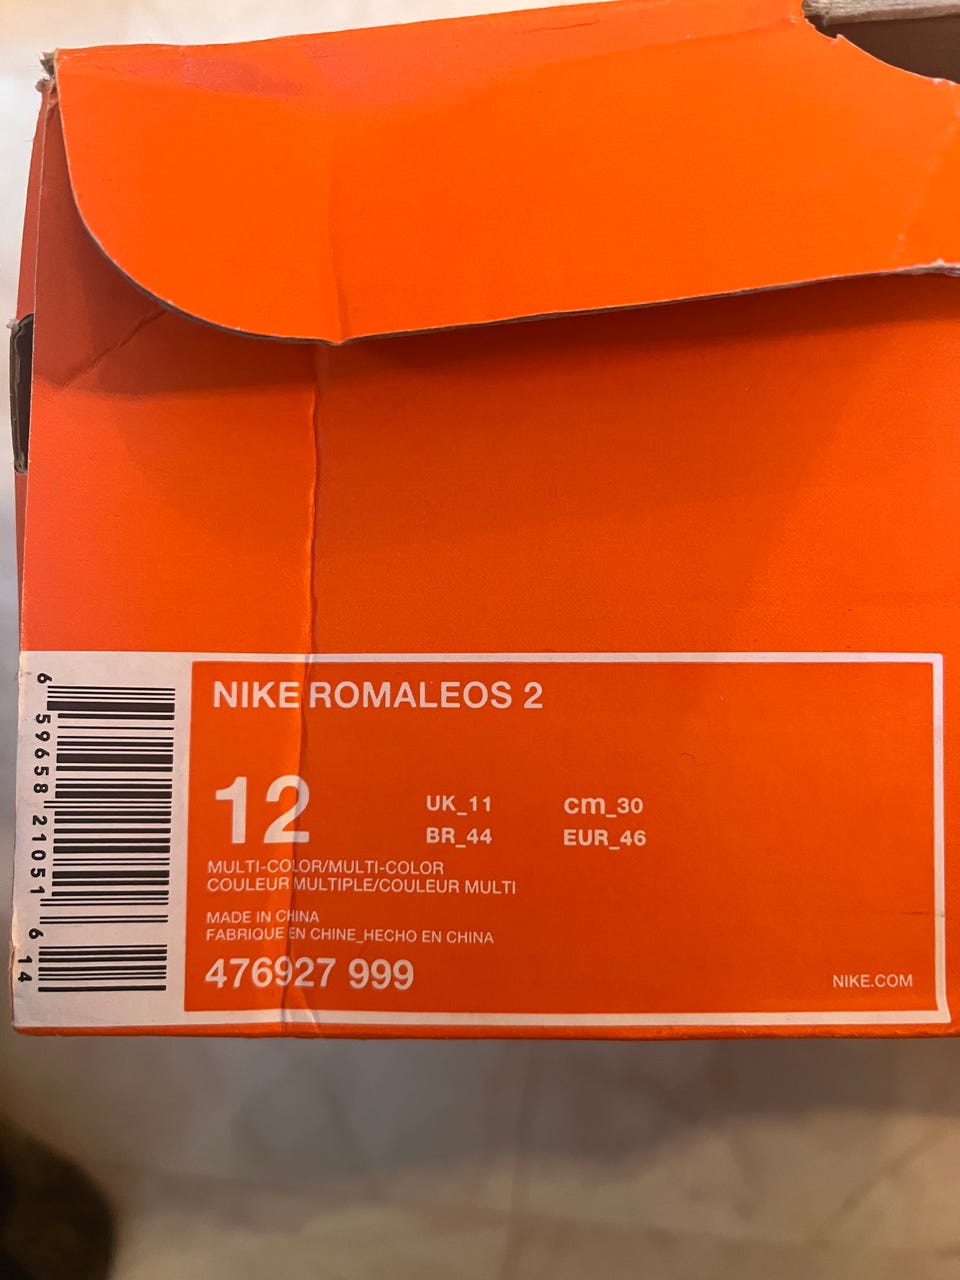 NIKE ROMALEOS 2
12
UK_11 cm_30
BR_44 EUR_46
MULTI-COLOR/MULTI-COLOR
COULEUR MULTIPLE/COULEUR MULTI
MADE IN CHINA
FABRIQUE EN CHINE_HECHO EN CHINA
476927 999
NIKE.COM
6 59658 21051 6 14